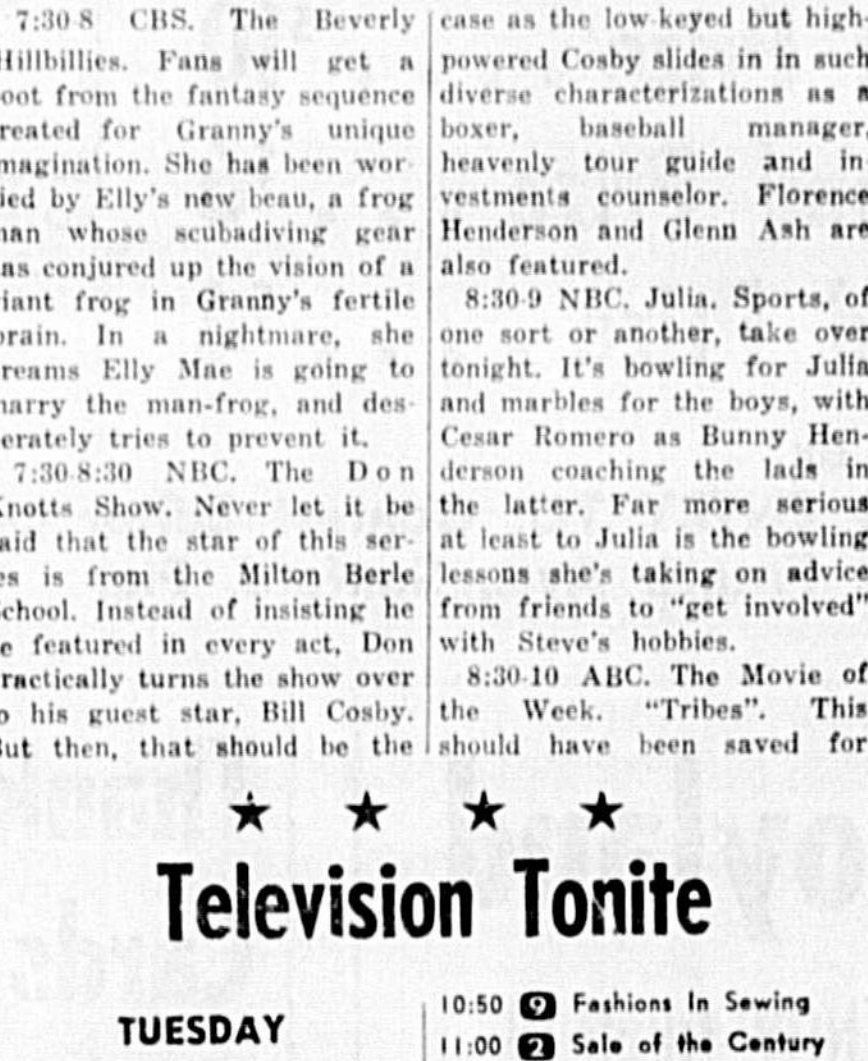 7:30-8 CBS. The Beverly
Hillbillies. Fans will get a
oot from the fantasy sequence
reated for Granny's unique
magination. She has been wor-
ied by Elly's new beau, a frog
man whose scubadiving gear
as conjured up the vision of a
iant frog in Granny's fertile
brain. In a nightmare, she
reams Elly Mae is going to
marry the man-frog, and des-
erately tries to prevent it.
7:30-8:30 NBC. The Don
Knotts Show. Never let it be
aid that the star of this ser-
es is from the Milton Berle
School. Instead of insisting he
e featured in every act, Don
ractically turns the show over
o his guest star, Bill Cosby.
But then, that should be the
case as the low-keyed but high-
powered Cosby slides in in such
diverse characterizations as a
boxer, baseball manager,
heavenly tour guide and in-
vestments counselor. Florence
Henderson and Glenn Ash are
also featured.
8:30-9 NBC. Julia. Sports, of
one sort or another, take over
tonight. It's bowling for Julia
and marbles for the boys, with
Cesar Romero as Bunny Hen-
derson coaching the lads in
the latter. Far more serious
at least to Julia is the bowling
lessons she's taking on advice
from friends to "get involved"
with Steve's hobbies.
8:30-10 ABC. The Movie of
the Week. "Tribes". This
should have been saved for
★ ★ ★ ★
Television Tonite
TUESDAY
10:50 9 Fashions In Sewing
11:00 2 Sale of the Century